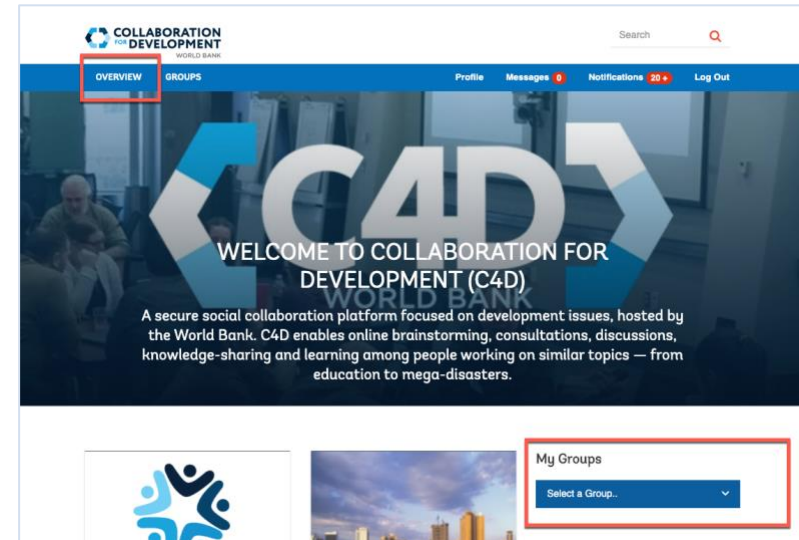 COLLABORATION
FOR DEVELOPMENT
WORLD BANK
Search
OVERVIEW GROUPS Profile Messages 0 Notifications 20+ Log Out
C4D
WORLD BANK
WELCOME TO COLLABORATION FOR
DEVELOPMENT (C4D)
A secure social collaboration platform focused on development issues, hosted by
the World Bank. C4D enables online brainstorming, consultations, discussions,
knowledge-sharing and learning among people working on similar topics — from
education to mega-disasters.
My Groups
Select a Group..